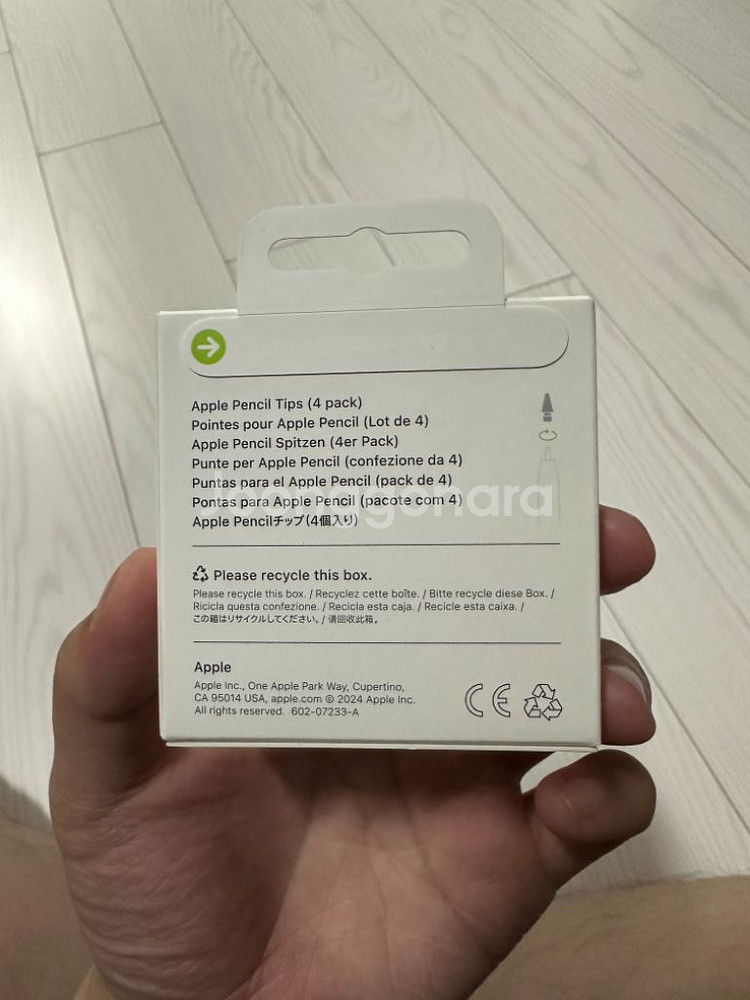 Apple Pencil Tips (4 pack)
Pointes pour Apple Pencil (Lot de 4)
Apple Pencil Spitzen (4er Pack)
Punte per Apple Pencil (confezione da 4)
Puntas para el Apple Pencil (pack de 4)
Pontas para Apple Pencil (pacote com 4)
Joonggonara
Apple Pencilチップ(4個入り)
Please recycle this box.
Please recycle this box. / Recyclez cette boîte. / Bitte recycle diese Box. /
Ricicla questa confezione. / Recicla esta caja. / Recicle esta caixa. /
この箱はリサイクルしてください。/ 请回收此箱。
Apple
Apple Inc., One Apple Park Way, Cupertino,
CA 95014 USA, apple.com © 2024 Apple Inc.
All rights reserved. 602-07233-A
CE